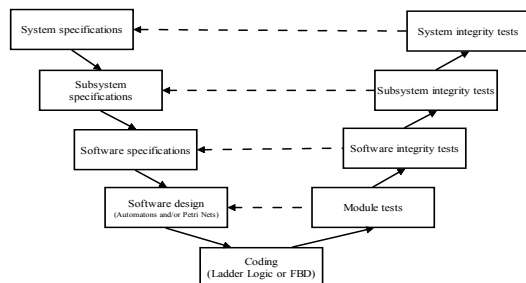 System specifications
System integrity tests
Subsystem
specifications
Subsystem integrity tests
Software specifications
Software integrity tests
Software design
(Automatons and/or Petri Nets)
Module tests
Coding
(Ladder Logic or FBD)